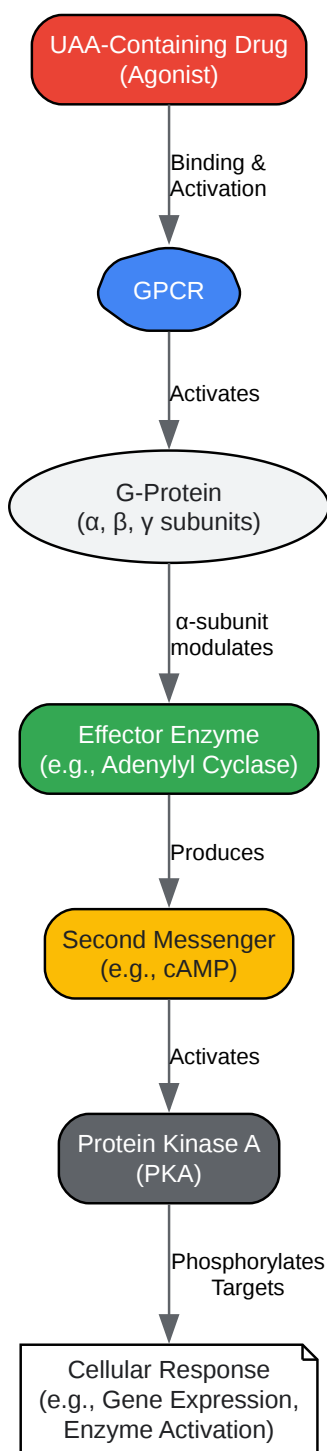 UAA-Containing Drug
(Agonist)
Binding &
Activation
GPCR
Activates
G-Protein
(α, β, γ subunits)
α-subunit
modulates
Effector Enzyme
(e.g., Adenylyl Cyclase)
Produces
Second Messenger
(e.g., cAMP)
Activates
Protein Kinase A
(PKA)
Phosphorylates
Targets
Cellular Response
(e.g., Gene Expression,
Enzyme Activation)